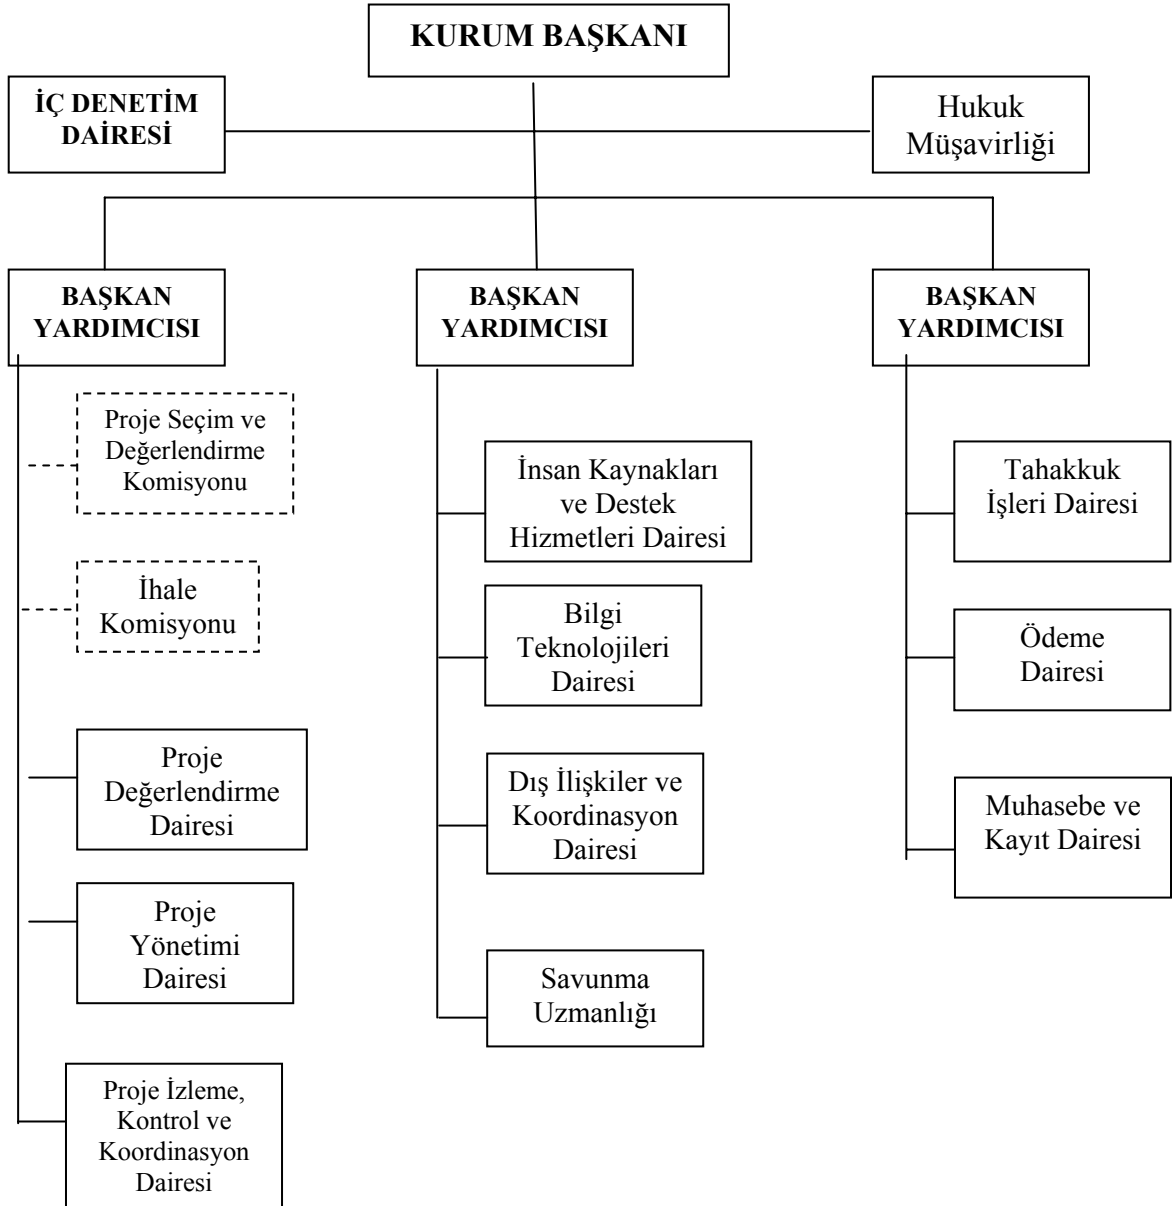 KURUM BAŞKANI
İÇ DENETİM
DAİRESİ
Hukuk
Müşavirliği
BAŞKAN
YARDIMCISI
Proje Seçim ve
Değerlendirme
Komisyonu
İhale
Komisyonu
Proje
Değerlendirme
Dairesi
Proje
Yönetimi
Dairesi
Proje İzleme,
Kontrol ve
Koordinasyon
Dairesi
BAŞKAN
YARDIMCISI
İnsan Kaynakları
ve Destek
Hizmetleri Dairesi
Bilgi
Teknolojileri
Dairesi
Dış İlişkiler ve
Koordinasyon
Dairesi
Savunma
Uzmanlığı
BAŞKAN
YARDIMCISI
Tahakkuk
İşleri Dairesi
Ödeme
Dairesi
Muhasebe ve
Kayıt Dairesi